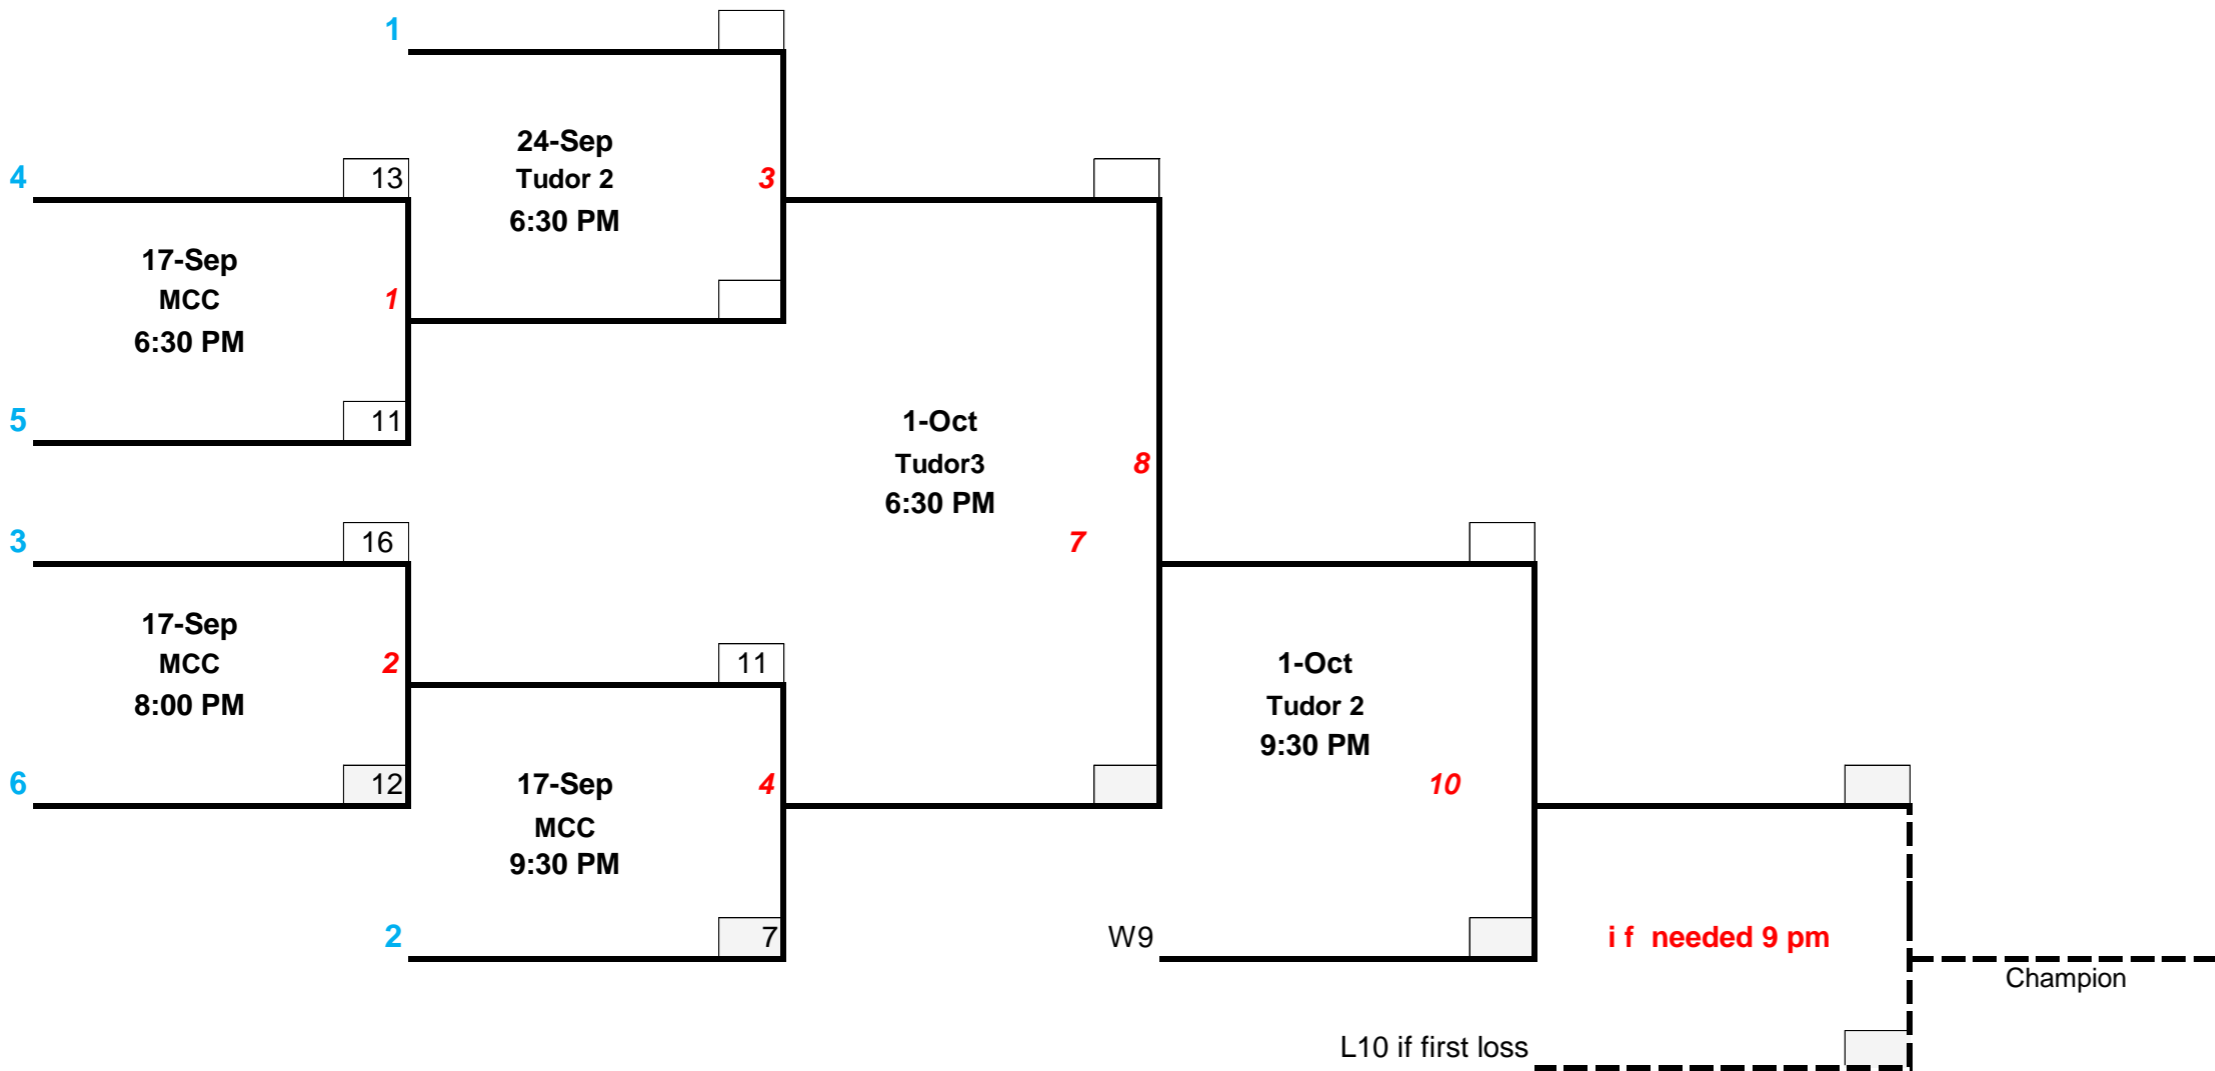 1
24-Sep
Tudor 2
6:30 PM
3
4
13
17-Sep
MCC
6:30 PM
1
5
11
1-Oct
Tudor3
6:30 PM
8
7
3
16
17-Sep
MCC
8:00 PM
2
6
12
11
17-Sep
MCC
9:30 PM
4
2
7
1-Oct
Tudor 2
9:30 PM
10
W9
i f needed 9 pm
Champion
L10 if first loss